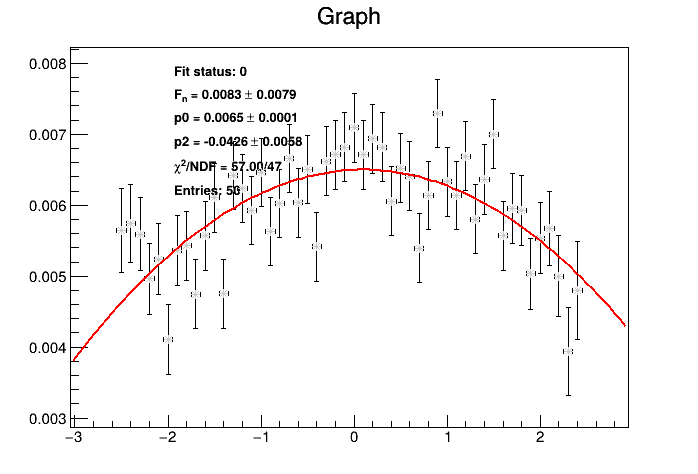 Graph
0.008
Fit status: 0
Fn = 0.0083 ± 0.0079
0.007
p0 = 0.0065 ± 0.0001
p2 = -0.0426 ± 0.0058
χ²/NDF = 57.00/47
Entries: 50
0.006
0.005
0.004
0.003
−3 −2 −1 0 1 2